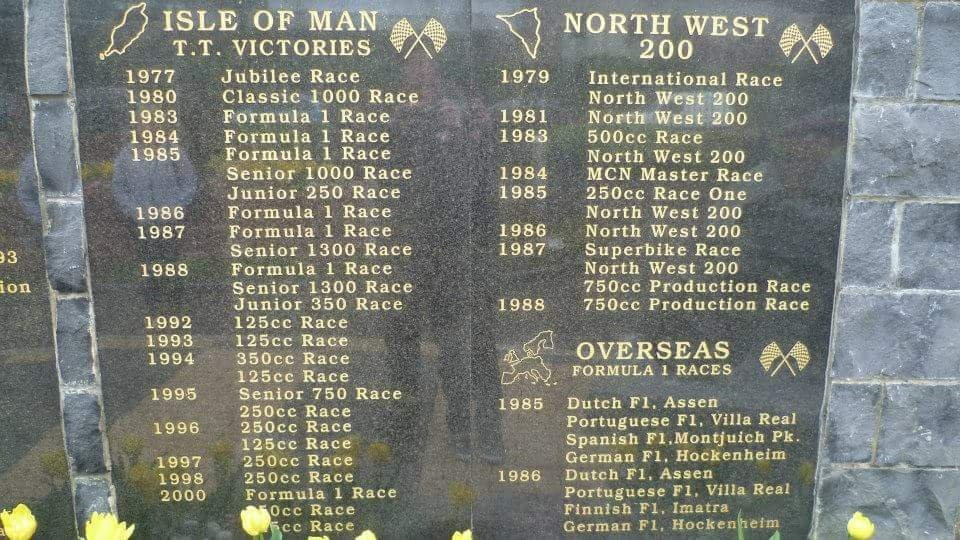 ISLE OF MAN
T.T. VICTORIES
1977 Jubilee Race
1980 Classic 1000 Race
1983 Formula 1 Race
1984 Formula 1 Race
1985 Formula 1 Race
Senior 1000 Race
Junior 250 Race
1986 Formula 1 Race
1987 Formula 1 Race
Senior 1300 Race
1988 Formula 1 Race
Senior 1300 Race
Junior 350 Race
1992 125cc Race
1993 125cc Race
1994 350cc Race
125cc Race
1995 Senior 750 Race
250cc Race
1996 250cc Race
125cc Race
1997 250cc Race
1998 250cc Race
2000 Formula 1 Race
50cc Race
cc Race
NORTH WEST
200
1979 International Race
North West 200
1981 North West 200
1983 500cc Race
North West 200
1984 MCN Master Race
1985 250cc Race One
North West 200
1986 North West 200
1987 Superbike Race
North West 200
750cc Production Race
1988 750cc Production Race
OVERSEAS
FORMULA 1 RACES
1985 Dutch F1, Assen
Portuguese F1, Villa Real
Spanish F1, Montjuich Pk.
German F1, Hockenheim
1986 Dutch F1, Assen
Portuguese F1, Villa Real
Finnish F1, Imatra
German F1, Hockenheim
93
ion